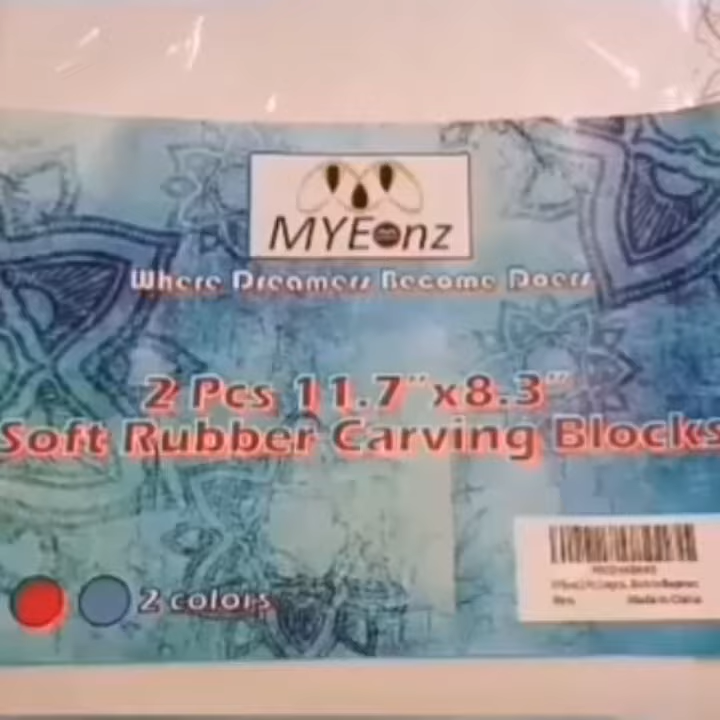 MYEonz
Where Dreamers Become Doers
2 Pcs 11.7"x8.3"
Soft Rubber Carving Blocks
2 colors
New
Made in China